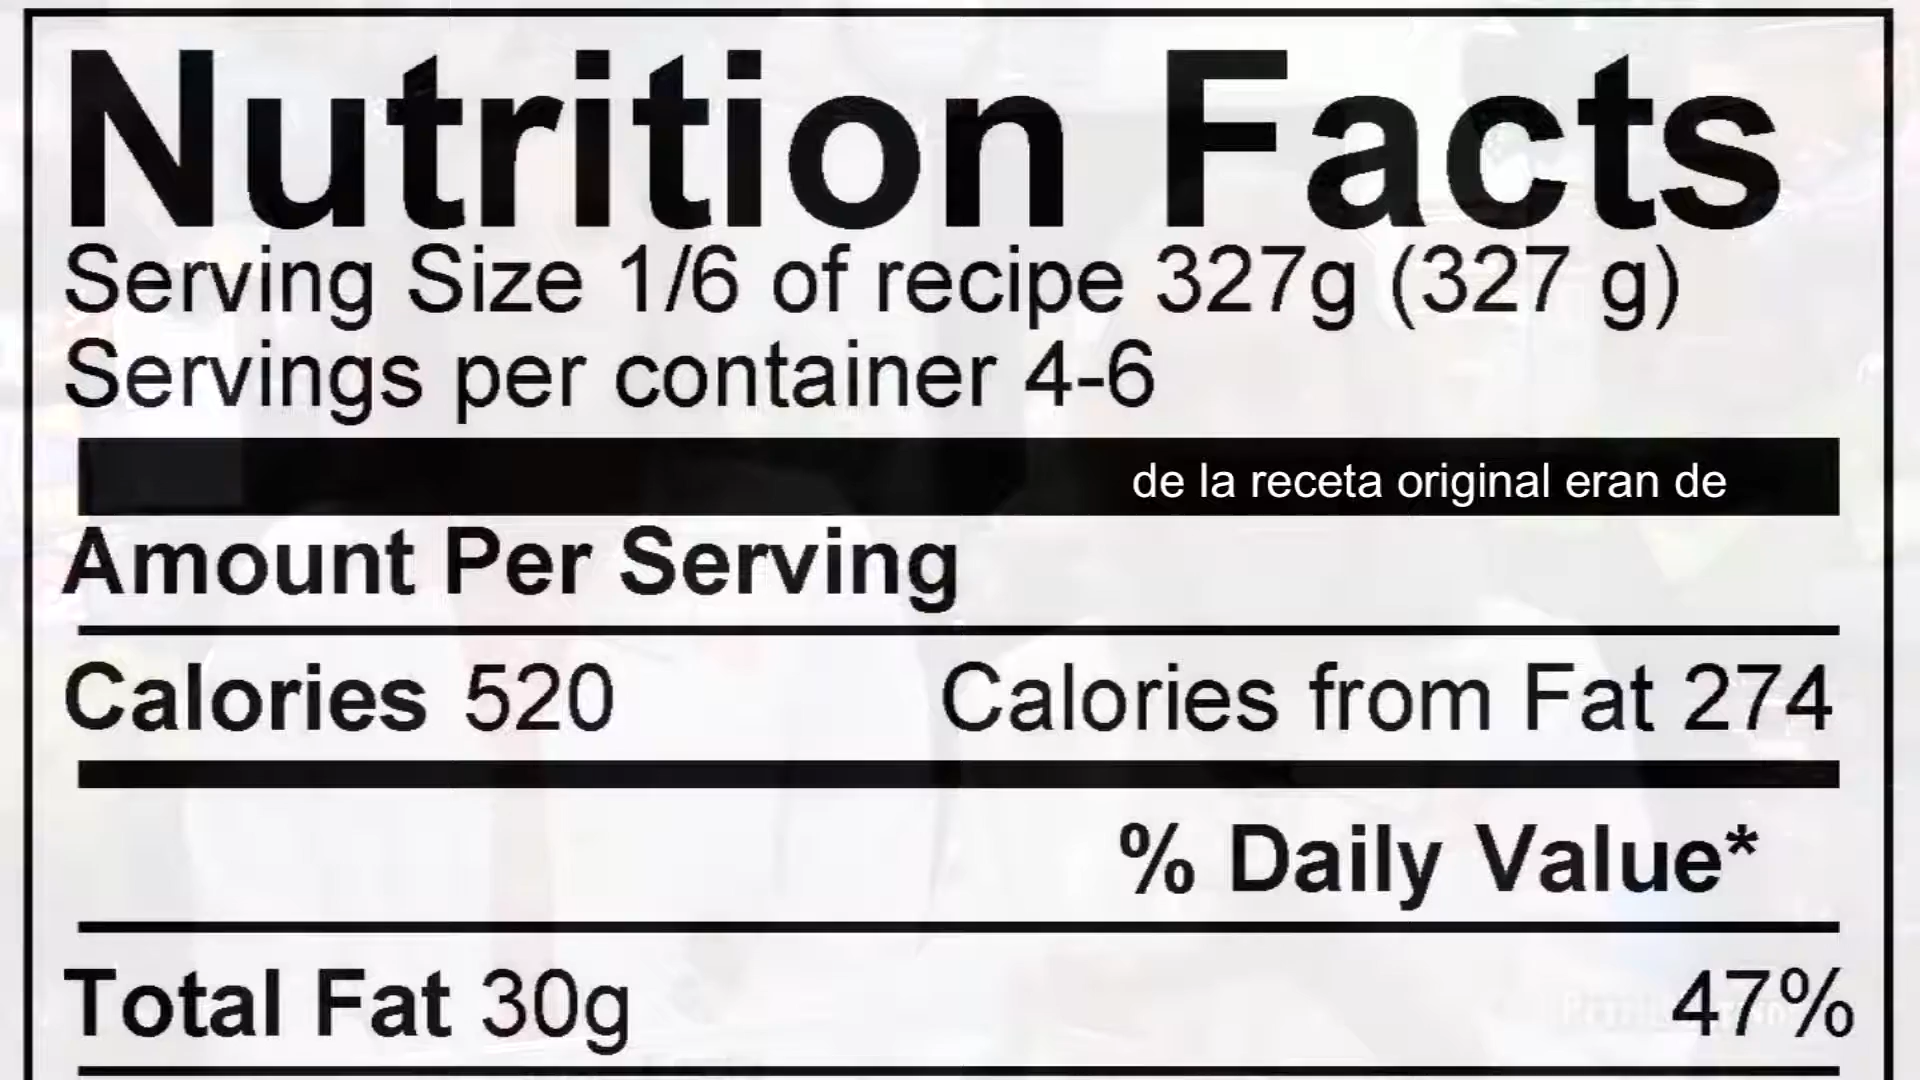 Nutrition Facts
Serving Size 1/6 of recipe 327g (327 g)
Servings per container 4-6
de la receta original eran de
Amount Per Serving
Calories 520 Calories from Fat 274
% Daily Value*
Total Fat 30g 47%